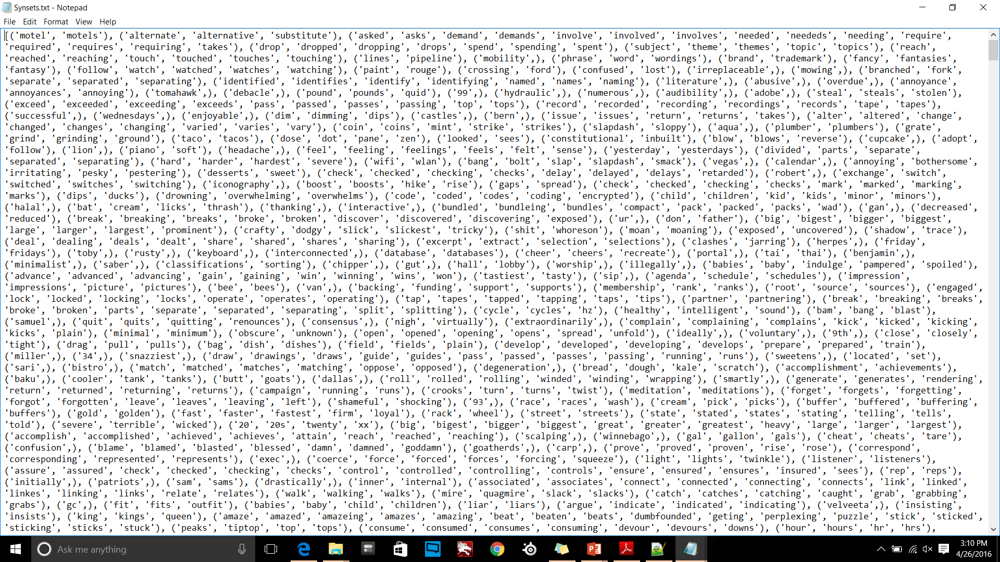 Synsets.txt - Notepad
File Edit Format View Help
[('motel', 'motels'), ('alternate', 'alternative', 'substitute'), ('asked', 'asks', 'demand', 'demands', 'involve', 'involved', 'involves', 'needed', 'neededs', 'needing', 'require',
'required', 'requires', 'requiring', 'takes'), ('drop', 'dropped', 'dropping', 'drops', 'spend', 'spending', 'spent'), ('subject', 'theme', 'themes', 'topic', 'topics'), ('reach',
'reached', 'reaching', 'touch', 'touched', 'touches', 'touching'), ('lines', 'pipeline'), ('mobility',), ('phrase', 'word', 'wordings'), ('brand', 'trademark'), ('fancy', 'fantasies',
'fantasy'), ('follow', 'watch', 'watched', 'watches', 'watching'), ('paint', 'rouge'), ('crossing', 'ford'), ('confused', 'lost'), ('irreplaceable',), ('mowing',), ('branched', 'fork',
'separate', 'separated', 'separating'), ('identified', 'identifies', 'identify', 'identifying', 'named', 'names', 'naming'), ('literature',), ('abusive',), ('overdue',), ('annoyance',
'annoyances', 'annoying'), ('tomahawk',), ('debacle',), ('pound', 'pounds', 'quid'), ('99',), ('hydraulic',), ('numerous',), ('audibility',), ('adobe',), ('steal', 'steals', 'stolen'),
('exceed', 'exceeded', 'exceeding', 'exceeds', 'pass', 'passed', 'passes', 'passing', 'top', 'tops'), ('record', 'recorded', 'recording', 'recordings', 'records', 'tape', 'tapes'),
('successful',), ('wednesdays',), ('enjoyable',), ('dim', 'dimming', 'dips'), ('castles',), ('bern',), ('issue', 'issues', 'return', 'returns', 'takes'), ('alter', 'altered', 'change',
'changed', 'changes', 'changing', 'varied', 'varies', 'vary'), ('coin', 'coins', 'mint', 'strike', 'strikes'), ('slapdash', 'sloppy'), ('aqua',), ('plumber', 'plumbers'), ('grate',
'grind', 'grinding', 'ground'), ('taco', 'tacos'), ('dose', 'dot', 'pane', 'zen'), ('looked', 'sees'), ('constitutional', 'inbuilt'), ('blow', 'blows', 'reverse'), ('cupcake',), ('adopt',
'follow'), ('lion',), ('piano', 'soft'), ('headache',), ('feel', 'feeling', 'feelings', 'feels', 'felt', 'sense'), ('yesterday', 'yesterdays'), ('divided', 'parts', 'separate',
'separated', 'separating'), ('hard', 'harder', 'hardest', 'severe'), ('wifi', 'wlan'), ('bang', 'bolt', 'slap', 'slapdash', 'smack'), ('vegas',), ('calendar',), ('annoying', 'bothersome',
'irritating', 'pesky', 'pestering'), ('desserts', 'sweet'), ('check', 'checked', 'checking', 'checks', 'delay', 'delayed', 'delays', 'retarded'), ('robert',), ('exchange', 'switch',
'switched', 'switches', 'switching'), ('iconography',), ('boost', 'boosts', 'hike', 'rise'), ('gaps', 'spread'), ('check', 'checked', 'checking', 'checks', 'mark', 'marked', 'marking',
'marks'), ('dips', 'ducks'), ('drowning', 'overwhelming', 'overwhelms'), ('code', 'coded', 'codes', 'coding', 'encrypted'), ('child', 'children', 'kid', 'kids', 'minor', 'minors'),
('halal',), ('bat', 'cream', 'licks', 'thrash'), ('thanking',), ('interactive',), ('bundled', 'bundleing', 'bundles', 'compact', 'pack', 'packed', 'packs', 'wad'), ('gan',), ('decreased',
'reduced'), ('break', 'breaking', 'breaks', 'broke', 'broken', 'discover', 'discovered', 'discovering', 'exposed'), ('ur',), ('don', 'father'), ('big', 'bigest', 'bigger', 'biggest',
'large', 'larger', 'largest', 'prominent'), ('crafty', 'dodgy', 'slick', 'slickest', 'tricky'), ('shit', 'whoreson'), ('moan', 'moaning'), ('exposed', 'uncovered'), ('shadow', 'trace'),
('deal', 'dealing', 'deals', 'dealt', 'share', 'shared', 'shares', 'sharing'), ('excerpt', 'extract', 'selection', 'selections'), ('clashes', 'jarring'), ('herpes',), ('friday',
'fridays'), ('toby',), ('rusty',), ('keyboard',), ('interconnected',), ('database', 'databases'), ('cheer', 'cheers', 'recreate'), ('portal',), ('tai', 'thai'), ('benjamin',),
('minimalist',), ('saber',), ('classifications', 'sorting'), ('chipper',), ('gut',), ('hall', 'lobby'), ('worship',), ('illegally',), ('babies', 'baby', 'indulge', 'pampered', 'spoiled'),
('advance', 'advanced', 'advancing', 'gain', 'gaining', 'win', 'winning', 'wins', 'won'), ('tastiest', 'tasty'), ('sip',), ('agenda', 'schedule', 'schedules'), ('impression',
'impressions', 'picture', 'pictures'), ('bee', 'bees'), ('van',), ('backing', 'funding', 'support', 'supports'), ('membership', 'rank', 'ranks'), ('root', 'source', 'sources'), ('engaged',
'lock', 'locked', 'locking', 'locks', 'operate', 'operates', 'operating'), ('tap', 'tapes', 'tapped', 'tapping', 'taps', 'tips'), ('partner', 'partnering'), ('break', 'breaking', 'breaks',
'broke', 'broken', 'parts', 'separate', 'separated', 'separating', 'split', 'splitting'), ('cycle', 'cycles', 'hz'), ('healthy', 'intelligent', 'sound'), ('bam', 'bang', 'blast'),
('samuel',), ('quit', 'quits', 'quitting', 'renounces'), ('consensus',), ('nigh', 'virtually'), ('extraordinarily',), ('complain', 'complaining', 'complains', 'kick', 'kicked', 'kicking',
'kicks', 'plain'), ('minimal', 'minimum'), ('obscure', 'unknown'), ('open', 'opened', 'opening', 'opens', 'spread', 'unfold'), ('ideally',), ('voluntary',), ('9th',), ('close', 'closely',
'tight'), ('drag', 'pull', 'pulls'), ('bag', 'dish', 'dishes'), ('field', 'fields', 'plain'), ('develop', 'developed', 'developing', 'develops', 'prepare', 'prepared', 'train'),
('miller',), ('34',), ('snazziest',), ('draw', 'drawings', 'draws', 'guide', 'guides', 'pass', 'passed', 'passes', 'passing', 'running', 'runs'), ('sweetens',), ('located', 'set'),
('sari',), ('bistro',), ('match', 'matched', 'matches', 'matching', 'oppose', 'opposed'), ('degeneration',), ('bread', 'dough', 'kale', 'scratch'), ('accomplishment', 'achievements'),
('baku',), ('cooler', 'tank', 'tanks'), ('butt', 'goats'), ('dallas',), ('roll', 'rolled', 'rolling', 'winded', 'winding', 'wrapping'), ('smartly',), ('generate', 'generates', 'rendering',
'return', 'returned', 'returning', 'returns'), ('campaign', 'running', 'runs'), ('crooks', 'turn', 'turns', 'twist'), ('meditation', 'meditations'), ('forget', 'forgets', 'forgetting',
'forgot', 'forgotten', 'leave', 'leaves', 'leaving', 'left'), ('shameful', 'shocking'), ('93',), ('race', 'races', 'wash'), ('cream', 'pick', 'picks'), ('buffer', 'buffered', 'buffering',
'buffers'), ('gold', 'golden'), ('fast', 'faster', 'fastest', 'firm', 'loyal'), ('rack', 'wheel'), ('street', 'streets'), ('state', 'stated', 'states', 'stating', 'telling', 'tells',
'told'), ('severe', 'terrible', 'wicked'), ('20', '20s', 'twenty', 'xx'), ('big', 'bigest', 'bigger', 'biggest', 'great', 'greater', 'greatest', 'heavy', 'large', 'larger', 'largest'),
('accomplish', 'accomplished', 'achieved', 'achieves', 'attain', 'reach', 'reached', 'reaching'), ('scalping',), ('winnebago',), ('gal', 'gallon', 'gals'), ('cheat', 'cheats', 'tare'),
('confusion',), ('blame', 'blamed', 'blasted', 'blessed', 'damn', 'damned', 'goddamn'), ('goatherds',), ('carp',), ('prove', 'proved', 'proven', 'rise', 'rose'), ('correspond',
'corresponding', 'represented', 'represents'), ('exec',), ('coerce', 'force', 'forced', 'forces', 'forcing', 'squeeze'), ('light', 'lights', 'twinkle'), ('listener', 'listeners'),
('assure', 'assured', 'check', 'checked', 'checking', 'checks', 'control', 'controlled', 'controlling', 'controls', 'ensure', 'ensured', 'ensures', 'insured', 'sees'), ('rep', 'reps'),
('initially',), ('patriots',), ('sam', 'sams'), ('drastically',), ('inner', 'internal'), ('associated', 'associates', 'connect', 'connected', 'connecting', 'connects', 'link', 'linked',
'linkes', 'linking', 'links', 'relate', 'relates'), ('walk', 'walking', 'walks'), ('mire', 'quagmire', 'slack', 'slacks'), ('catch', 'catches', 'catching', 'caught', 'grab', 'grabbing',
'grabs'), ('gc',), ('fit', 'fits', 'outfit'), ('babies', 'baby', 'child', 'children'), ('liar', 'liars'), ('argue', 'indicate', 'indicated', 'indicating'), ('velveeta',), ('insisting',
'insists'), ('king', 'kings', 'queen'), ('amaze', 'amazed', 'amazeing', 'amazes', 'amazing', 'beat', 'beaten', 'beats', 'dumbfounded', 'geting', 'perplexing', 'puzzle', 'stick', 'sticked',
'sticking', 'sticks', 'stuck'), ('peaks', 'tiptop', 'top', 'tops'), ('consume', 'consumed', 'consumes', 'consuming', 'devour', 'devours', 'downs'), ('hour', 'hours', 'hr', 'hrs'),
Ask me anything
3:10 PM
4/26/2016